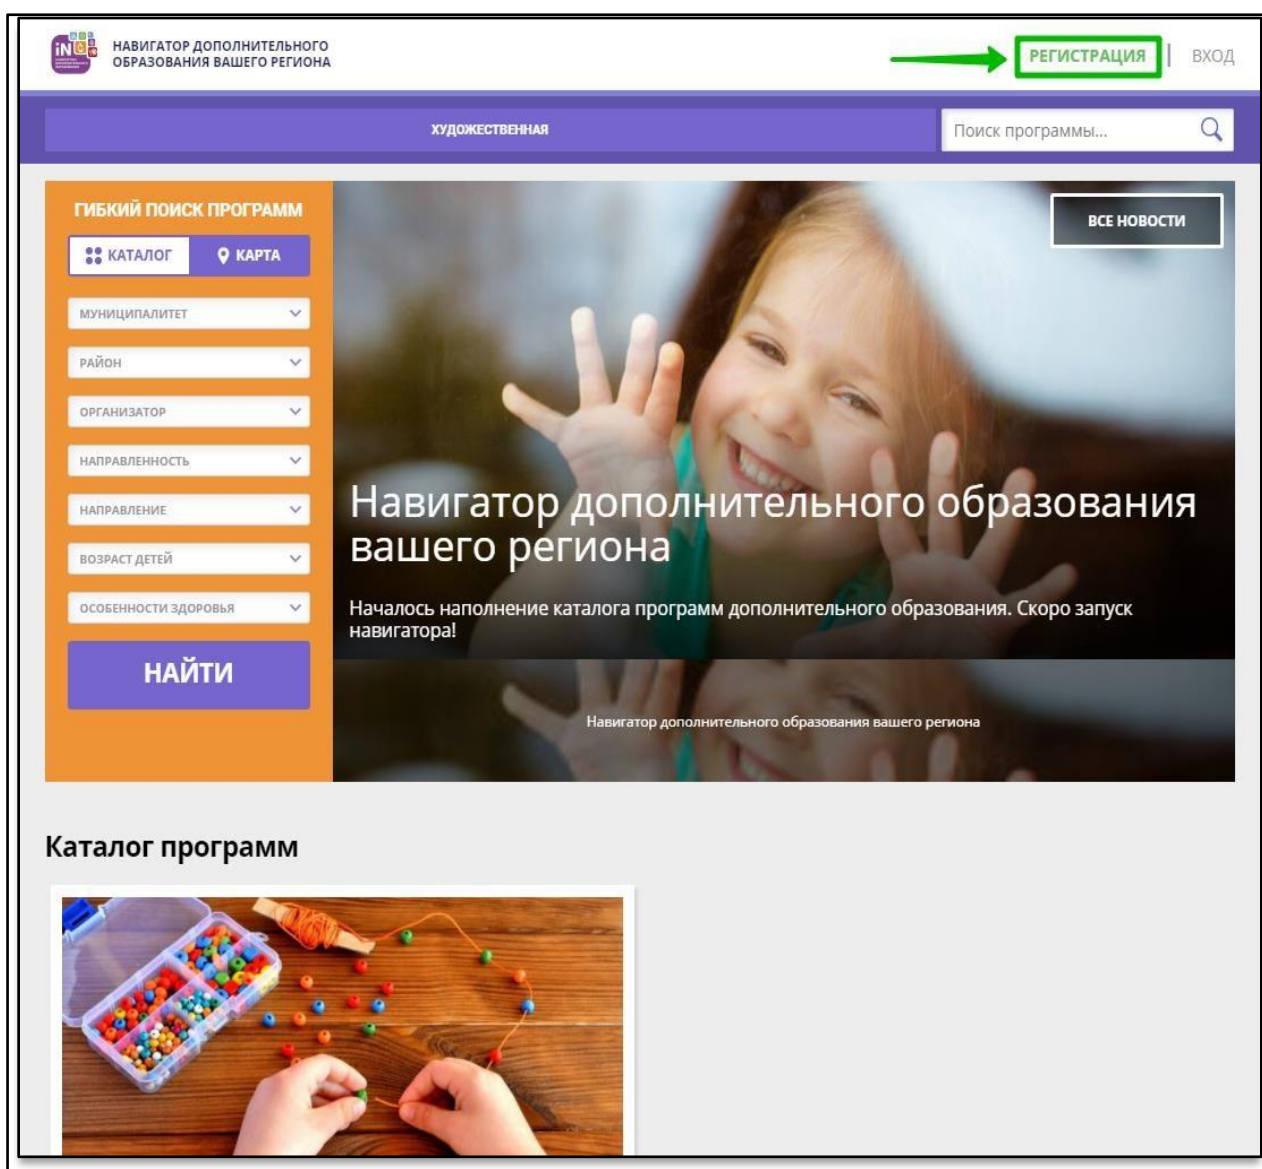 НАВИГАТОР ДОПОЛНИТЕЛЬНОГО
ОБРАЗОВАНИЯ ВАШЕГО РЕГИОНА
РЕГИСТРАЦИЯ | ВХОД
ХУДОЖЕСТВЕННАЯ
Поиск программы...
ГИБКИЙ ПОИСК ПРОГРАММ
КАТАЛОГ
КАРТА
МУНИЦИПАЛИТЕТ
РАЙОН
ОРГАНИЗАТОР
НАПРАВЛЕННОСТЬ
НАПРАВЛЕНИЕ
ВОЗРАСТ ДЕТЕЙ
ОСОБЕННОСТИ ЗДОРОВЬЯ
НАЙТИ
ВСЕ НОВОСТИ
Навигатор дополнительного образования
вашего региона
Началось наполнение каталога программ дополнительного образования. Скоро запуск
навигатора!
Навигатор дополнительного образования вашего региона
Каталог программ